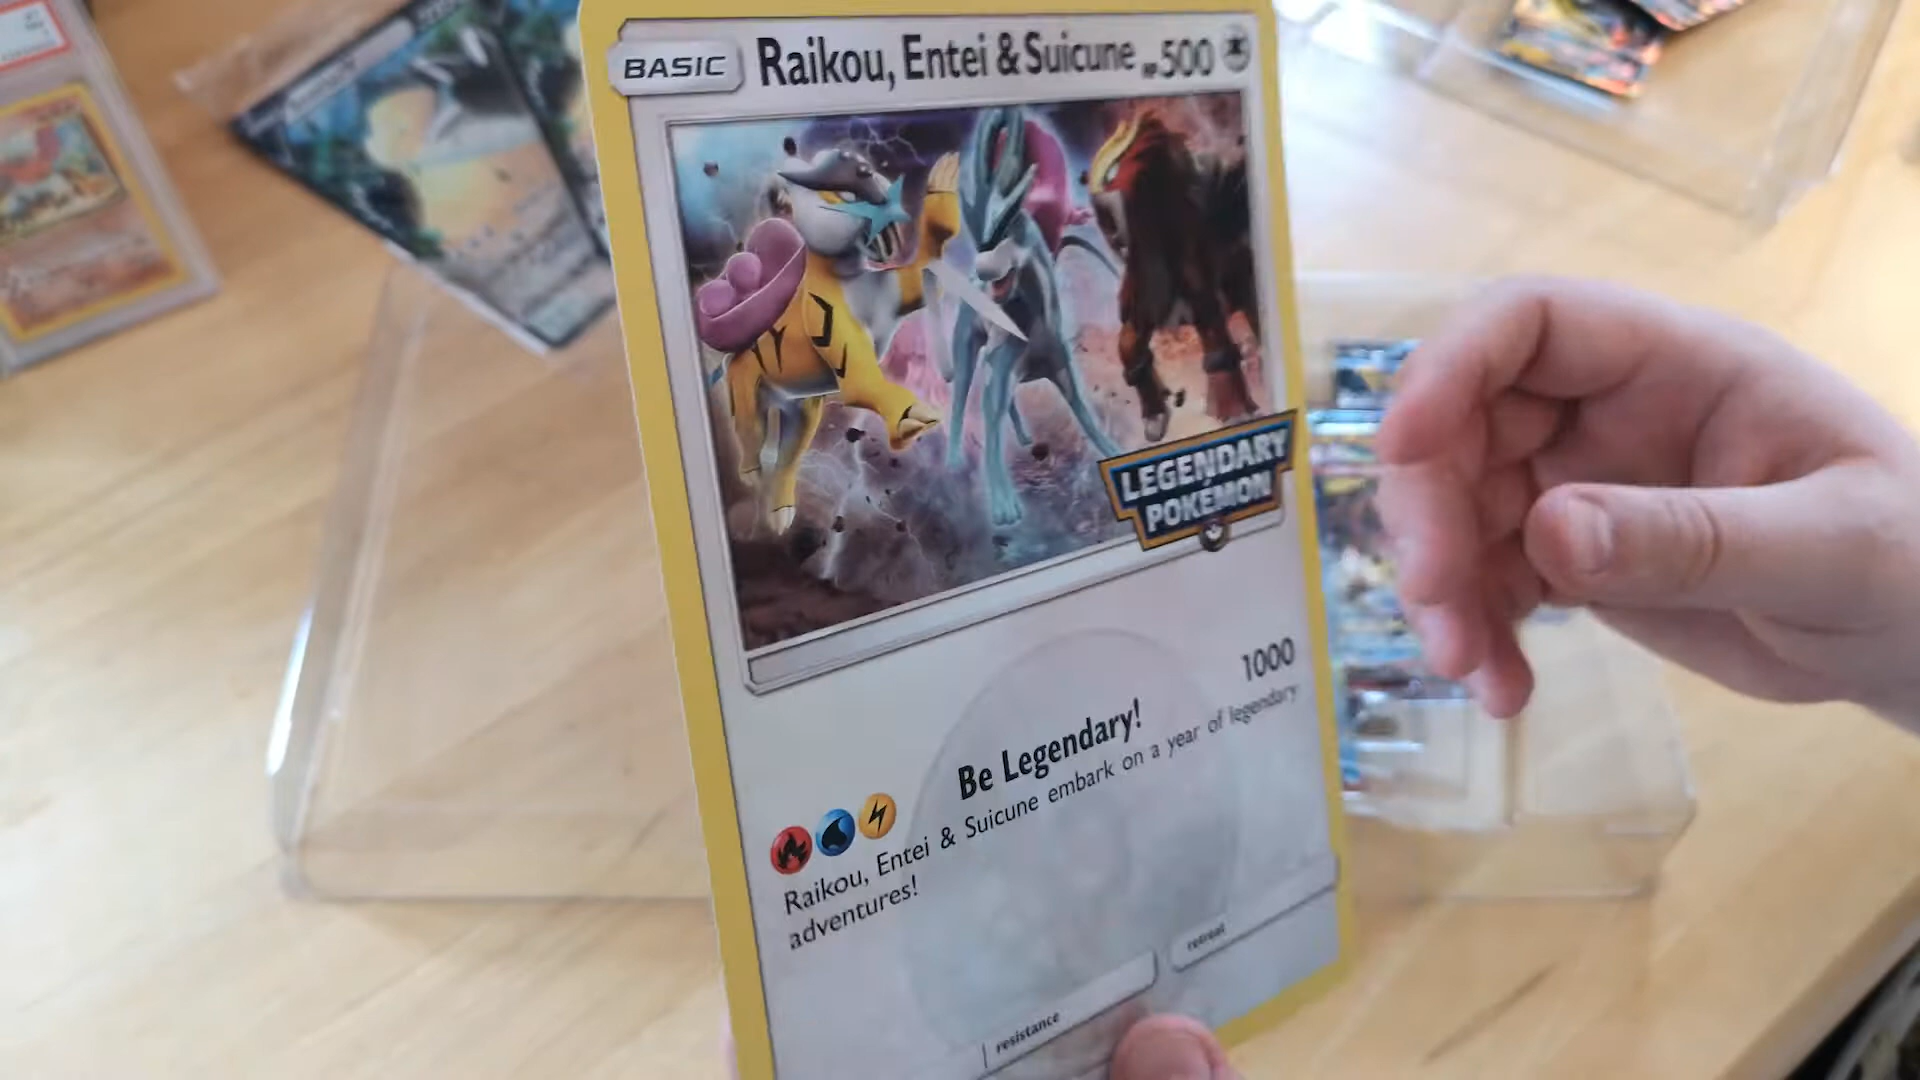 BASIC Raikou, Entei & Suicune HP 500
LEGENDARY
POKÉMON
Be Legendary! 1000
Raikou, Entei & Suicune embark on a year of legendary
adventures!
resistance retreat